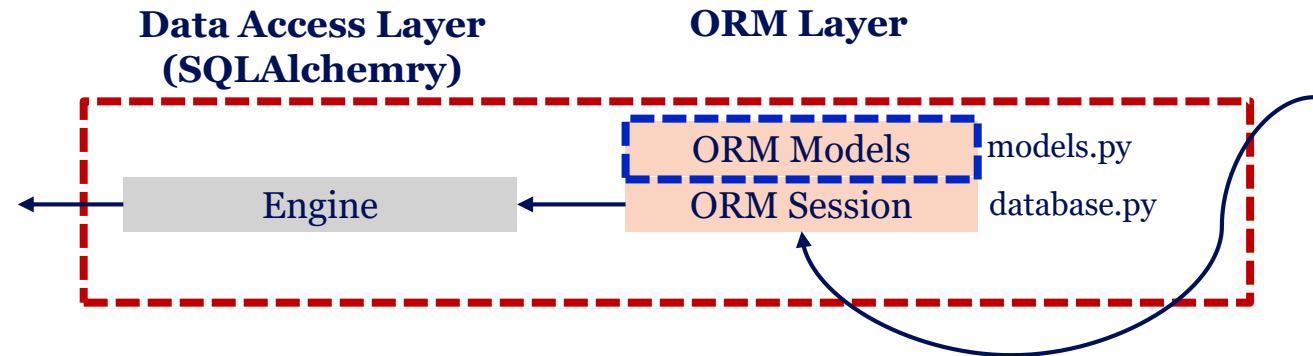 Data Access Layer
(SQLAlchemry)
ORM Layer
ORM Models
models.py
Engine
ORM Session
database.py